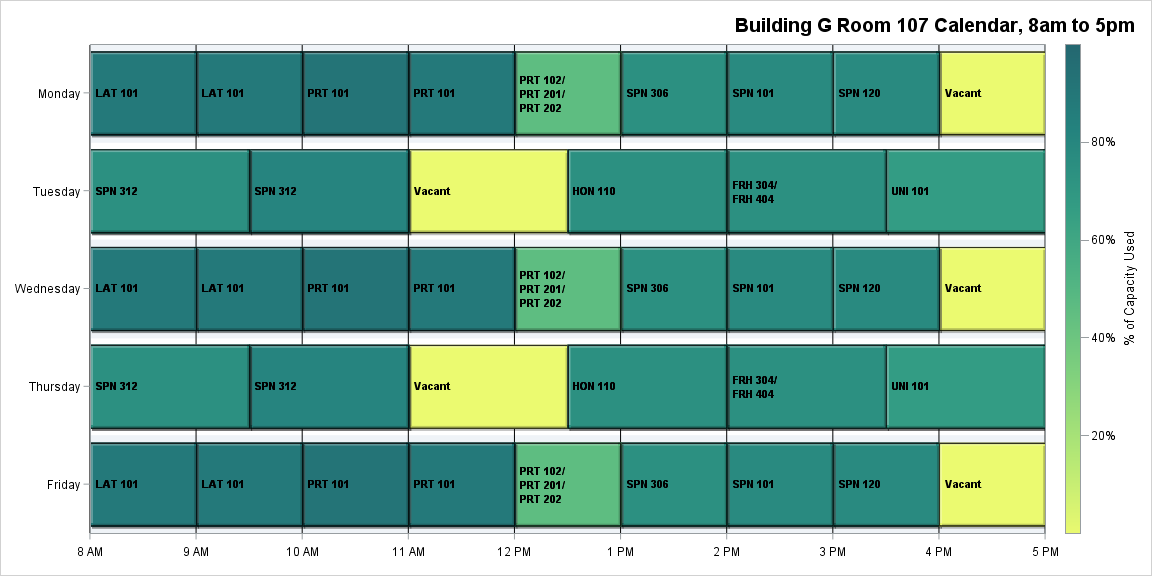 Building G Room 107 Calendar, 8am to 5pm
Monday
LAT 101
LAT 101
PRT 101
PRT 101
PRT 102/
PRT 201/
PRT 202
SPN 306
SPN 101
SPN 120
Vacant
Tuesday
SPN 312
SPN 312
Vacant
HON 110
FRH 304/
FRH 404
UNI 101
Wednesday
LAT 101
LAT 101
PRT 101
PRT 101
PRT 102/
PRT 201/
PRT 202
SPN 306
SPN 101
SPN 120
Vacant
Thursday
SPN 312
SPN 312
Vacant
HON 110
FRH 304/
FRH 404
UNI 101
Friday
LAT 101
LAT 101
PRT 101
PRT 101
PRT 102/
PRT 201/
PRT 202
SPN 306
SPN 101
SPN 120
Vacant
8 AM
9 AM
10 AM
11 AM
12 PM
1 PM
2 PM
3 PM
4 PM
5 PM
80%
60%
40%
20%
% of Capacity Used